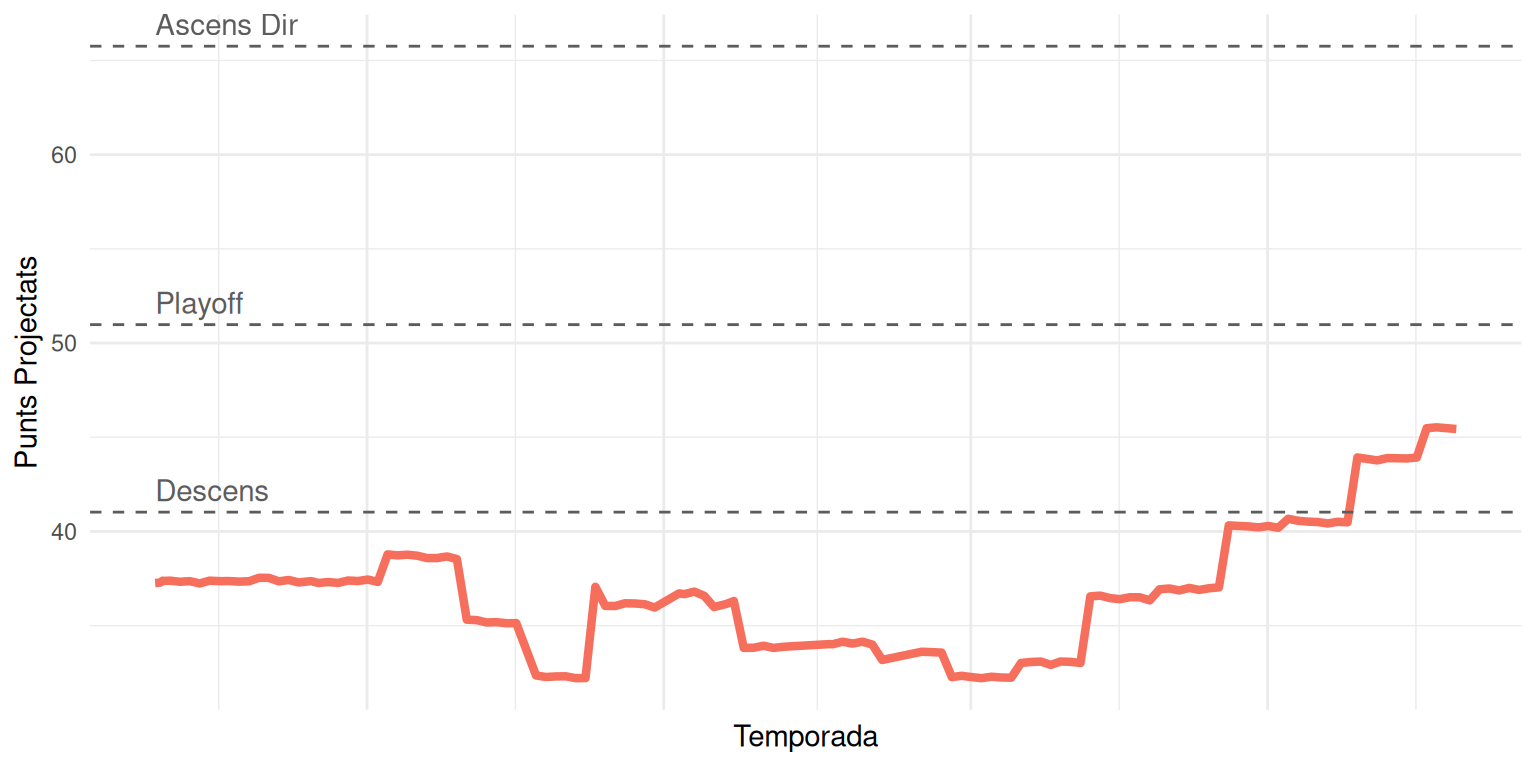 Ascens Dir
60
Playoff
50
Descens
40
Punts Projectats
Temporada